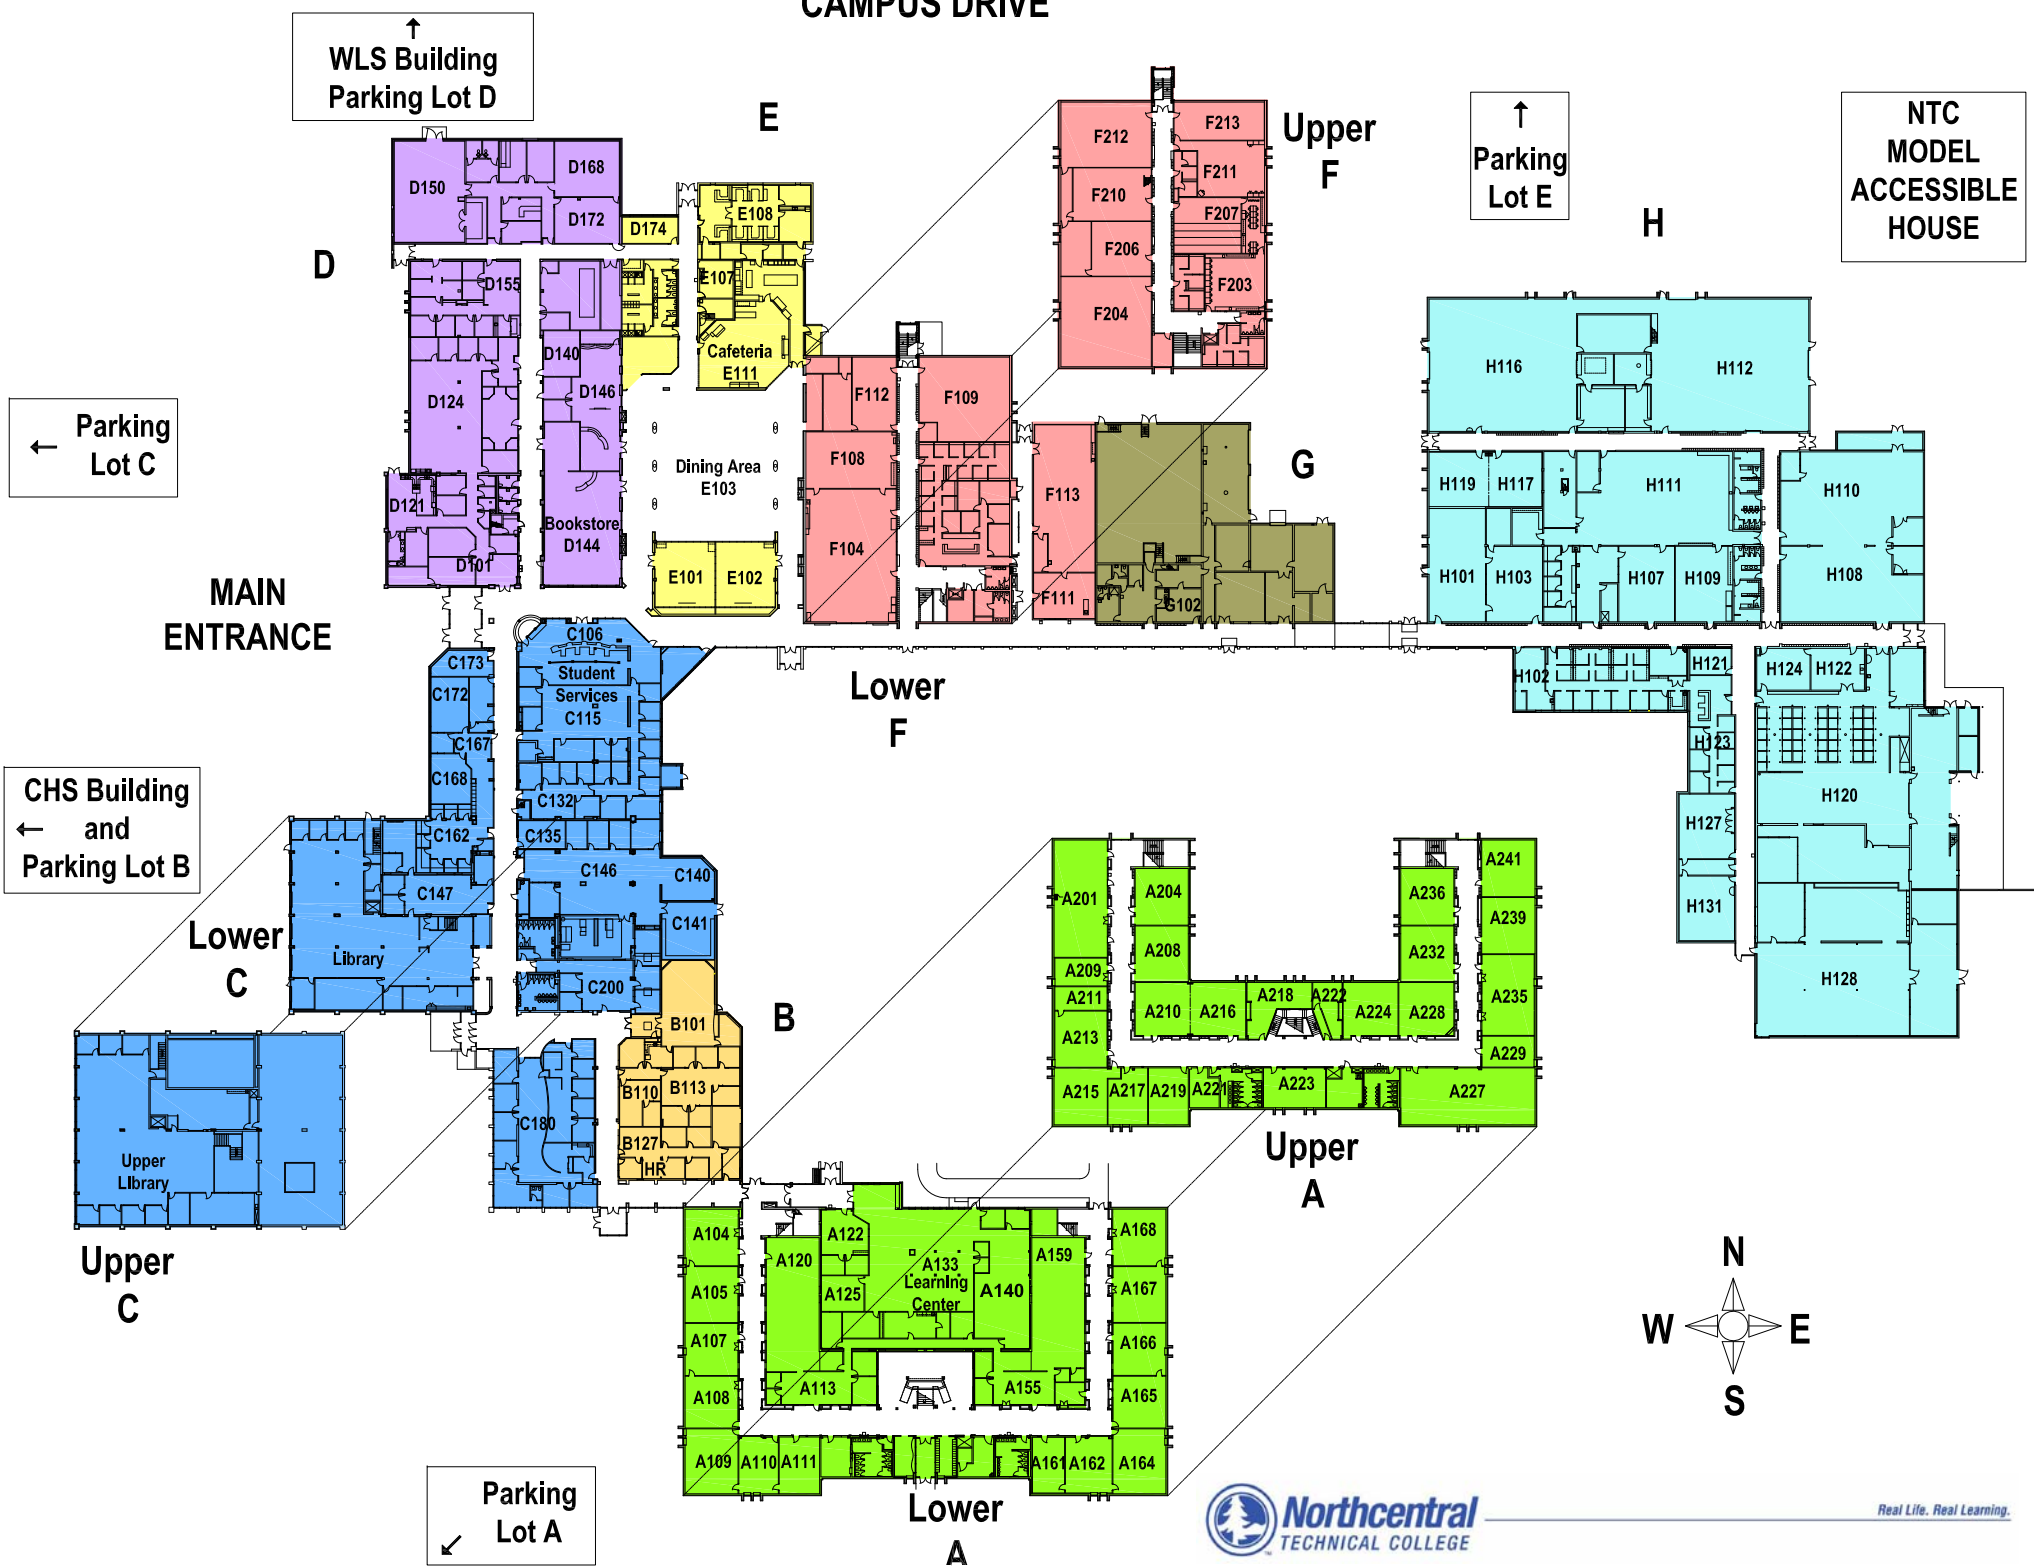 CAMPUS DRIVE
↑
WLS Building
Parking Lot D
E
Upper
F
↑
Parking
Lot E
H
NTC
MODEL
ACCESSIBLE
HOUSE
D
← Parking
Lot C
G
MAIN
ENTRANCE
D150
D168
D172
D174
D155
D140
D146
D124
D121
D101
Bookstore
D144
E108
E107
Cafeteria
E111
Dining Area
E103
E101
E102
F212
F213
F211
F210
F207
F206
F203
F204
F112
F109
F108
F104
F113
F111
G102
H116
H112
H119
H117
H111
H110
H101
H103
H107
H109
H108
H102
H121
H124
H122
H123
H120
H127
H131
H128
Lower
F
C106
Student
Services
C115
C173
C172
C167
C168
C162
C132
C135
C146
C140
C147
C141
C200
C180
Library
CHS Building
← and
Parking Lot B
Lower
C
Upper
Library
Upper
C
B
B101
B113
B110
B127
HR
A201
A204
A208
A209
A211
A210
A216
A218
A222
A224
A228
A213
A215
A217
A219
A221
A223
A227
A229
A235
A232
A236
A239
A241
Upper
A
A104
A105
A107
A108
A109
A110
A111
A113
A120
A122
A125
A133
Learning
Center
A140
A159
A155
A161
A162
A164
A165
A166
A167
A168
Lower
A
Parking
Lot A
↙
N
W E
S
Northcentral
TECHNICAL COLLEGE
Real Life. Real Learning.